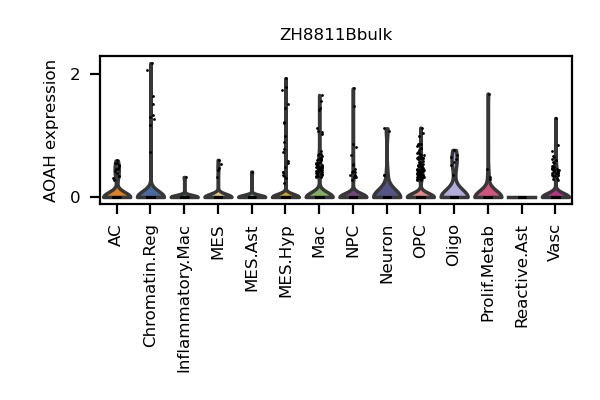 ZH8811Bbulk
AOAH expression
2
0
AC
Chromatin.Reg
Inflammatory.Mac
MES
MES.Ast
MES.Hyp
Mac
NPC
Neuron
OPC
Oligo
Prolif.Metab
Reactive.Ast
Vasc